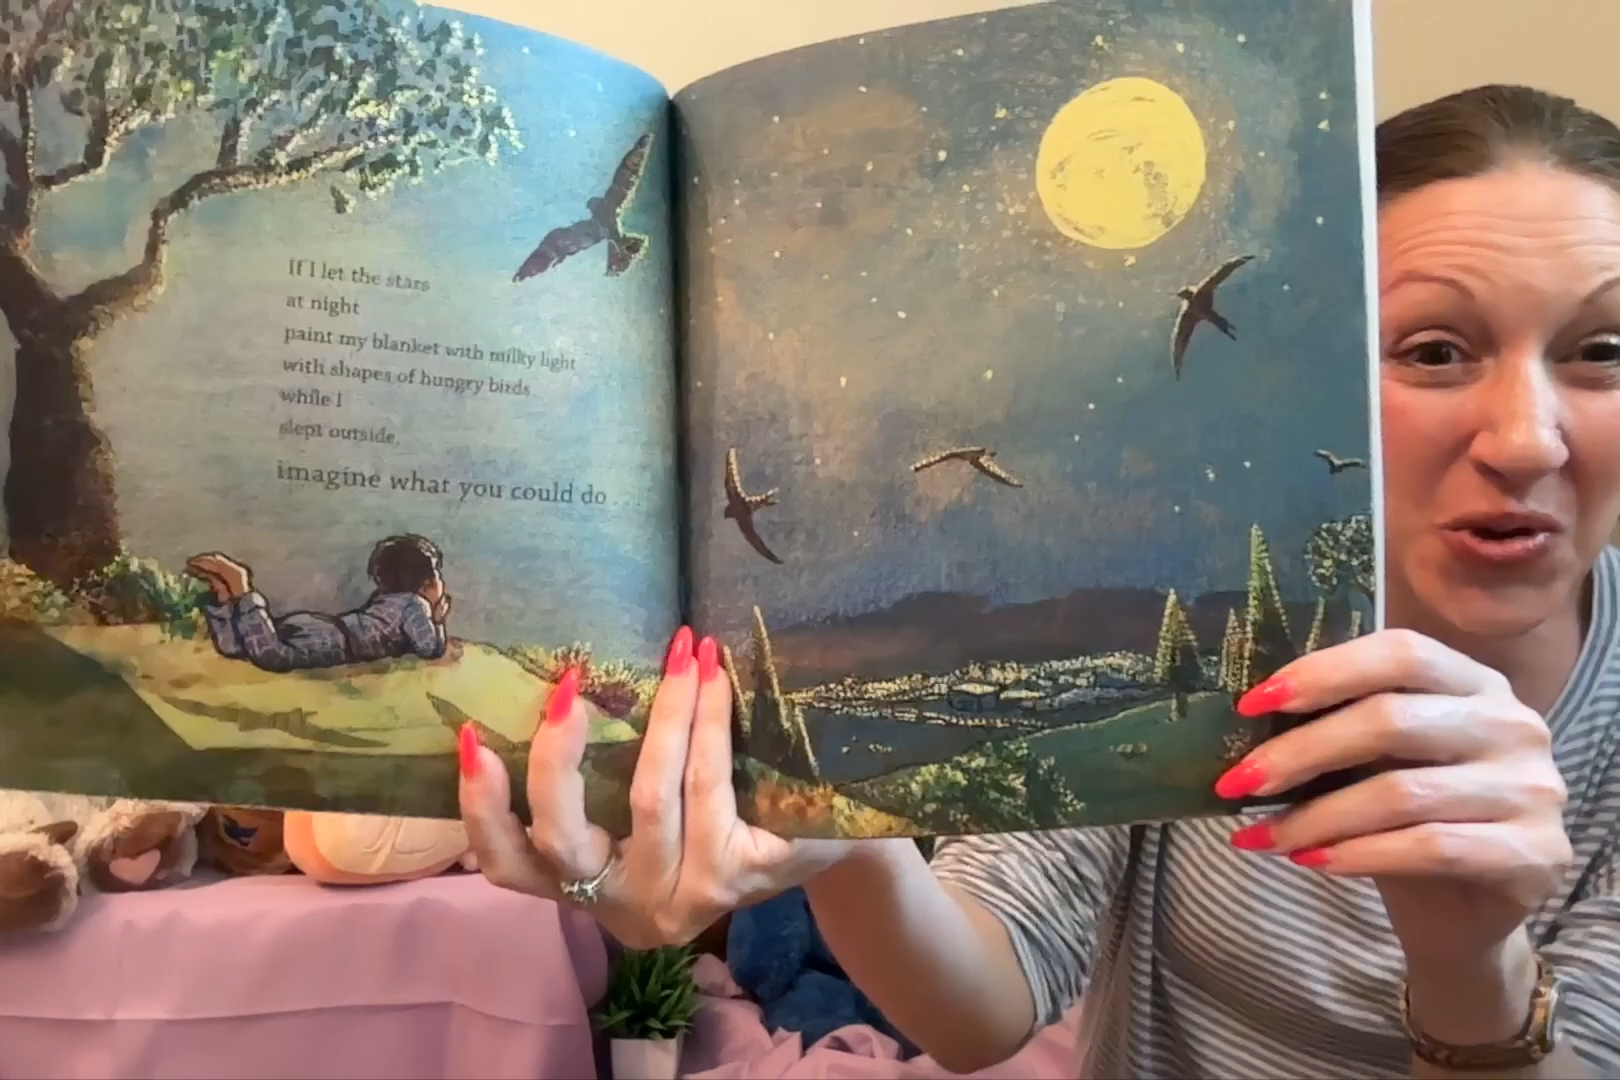 If I let the stars
at night
paint my blanket with milky light
with shapes of hungry birds
while I
slept outside,
imagine what you could do . . .